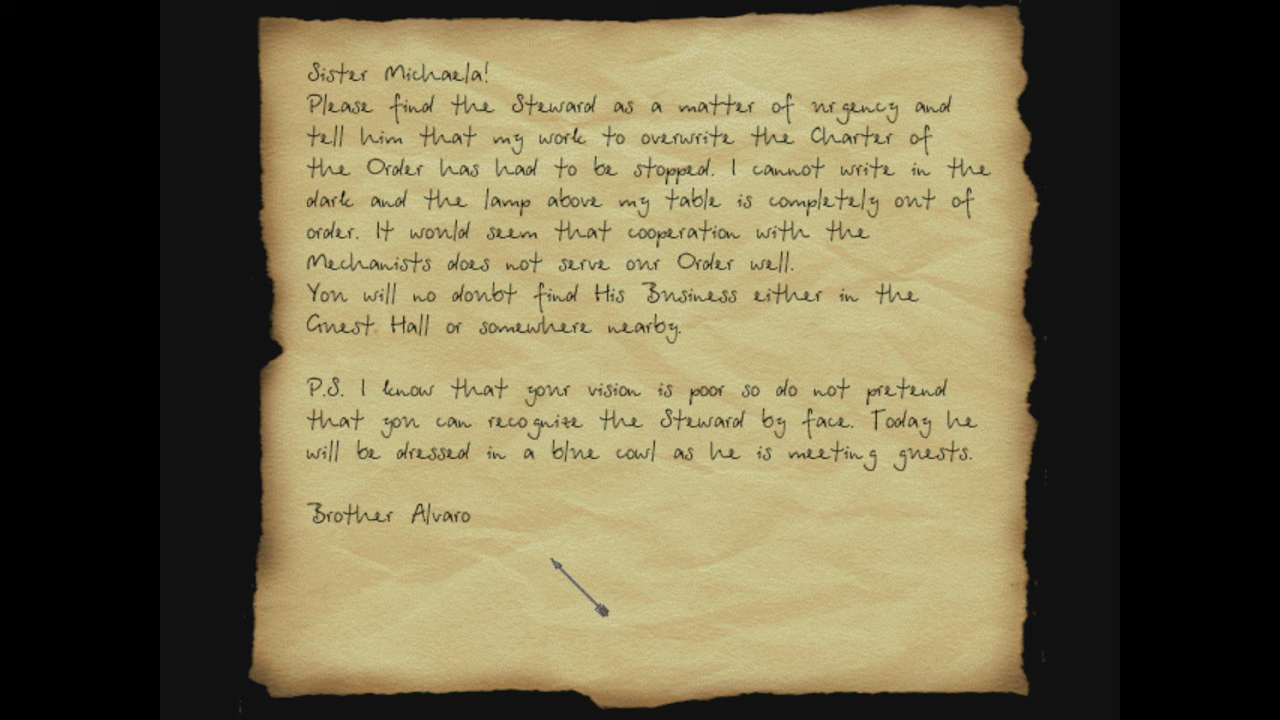 Sister Michaela!
Please find the Steward as a matter of urgency and
tell him that my work to overwrite the Charter of
the Order has had to be stopped. I cannot write in the
dark and the lamp above my table is completely out of
order. It would seem that cooperation with the
Mechanists does not serve our Order well.
You will no doubt find His Business either in the
Guest Hall or somewhere nearby.
P.S. I know that your vision is poor so do not pretend
that you can recognize the Steward by face. Today he
will be dressed in a blue cowl as he is meeting guests.
Brother Alvaro